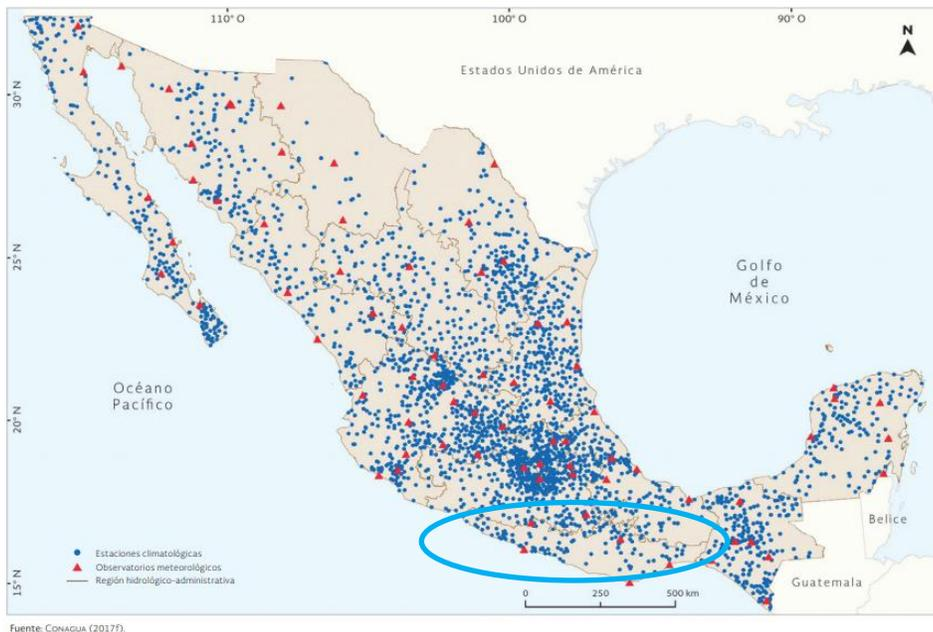 110° O
100° O
90° O
N
Estados Unidos de América
30° N
25° N
Golfo
de
México
Océano
Pacífico
20° N
Belice
Estaciones climatológicas
Observatorios meteorológicos
Región hidrológico-administrativa
15° N
Guatemala
0 250 500 km
Fuente: CONAGUA (2017f).